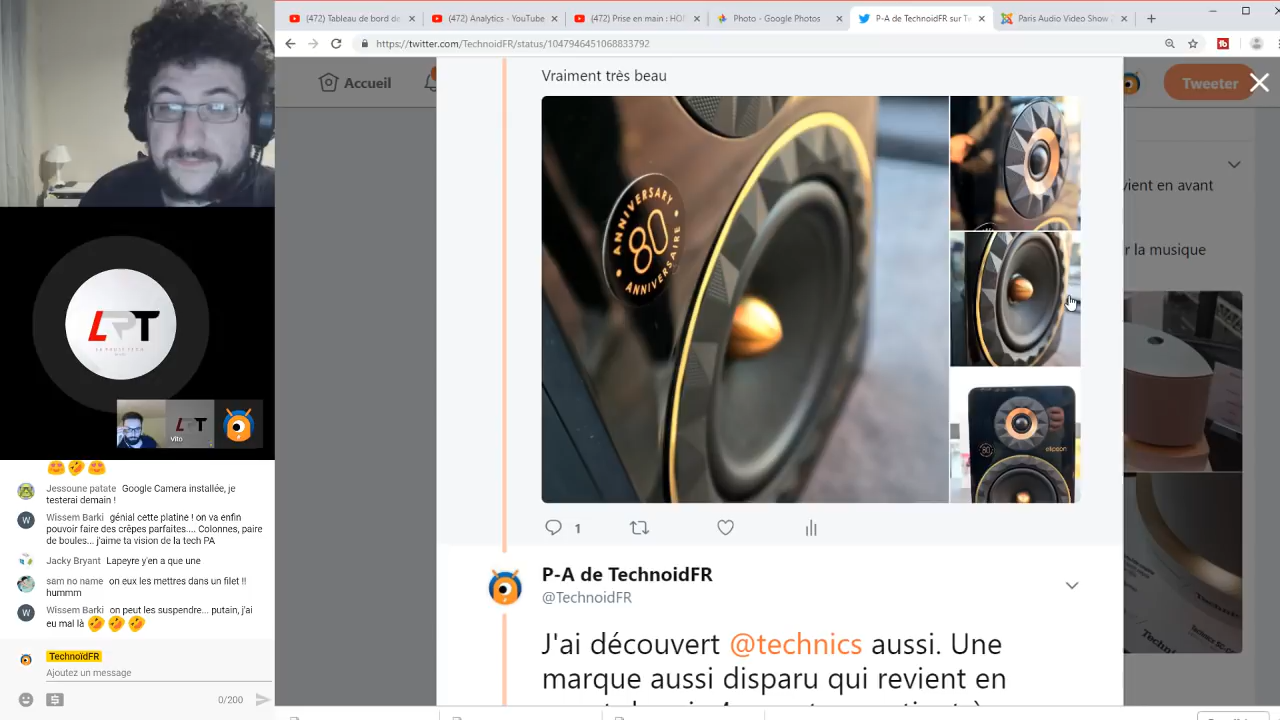 (472) Tableau de bord de
(472) Analytics - YouTube
(472) Prise en main : HO
Photo - Google Photos
P-A de TechnoidFR sur Tw
Paris Audio Video Show
https://twitter.com/TechnoidFR/status/1047946451068833792
Accueil
Tweeter
Vraiment très beau
ANNIVERSARY
80
ANNIVERSAIRE
80
elipson
1
vient en avant
r la musique
P-A de TechnoidFR
@TechnoidFR
J'ai découvert @technics aussi. Une
marque aussi disparu qui revient en
LPT
LRT
Vito
Jessoune patate Google Camera installée, je
testerai demain !
Wissem Barki génial cette platine ! on va enfin
pouvoir faire des crêpes parfaites.... Colonnes, paire
de boules... j'aime ta vision de la tech PA
Jacky Bryant Lapeyre y'en a que une
sam no name on eux les mettres dans un filet !!
hummm
Wissem Barki on peut les suspendre... putain, j'ai
eu mal là
TechnoïdFR
Ajoutez un message
0/200